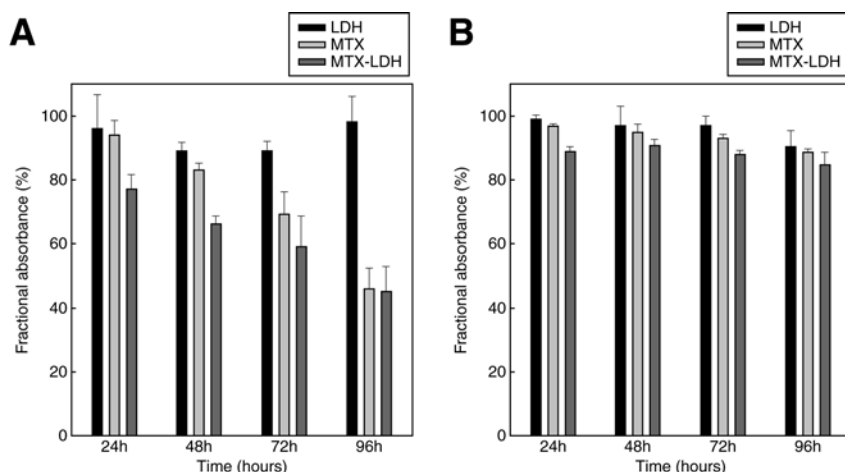 A
LDH
MTX
MTX-LDH
Fractional absorbance (%)
100
80
60
40
20
0
24h
48h
72h
96h
Time (hours)
B
LDH
MTX
MTX-LDH
Fractional absorbance (%)
100
80
60
40
20
0
24h
48h
72h
96h
Time (hours)